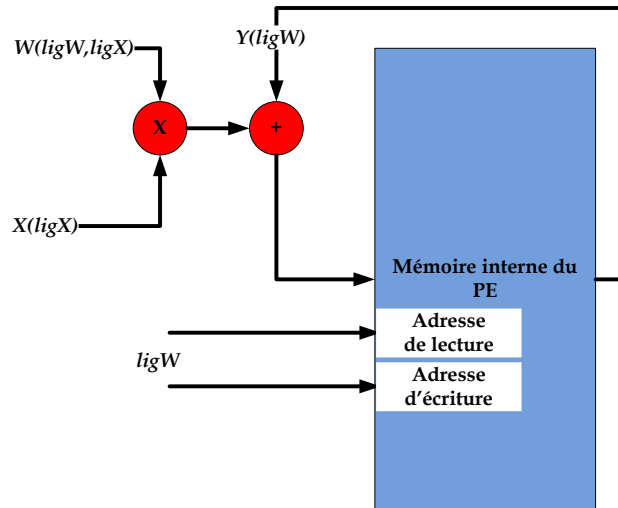 Y(ligW)
W(ligW,ligX)
X
+
X(ligX)
Mémoire interne du
PE
Adresse
de lecture
ligW
Adresse
d'écriture